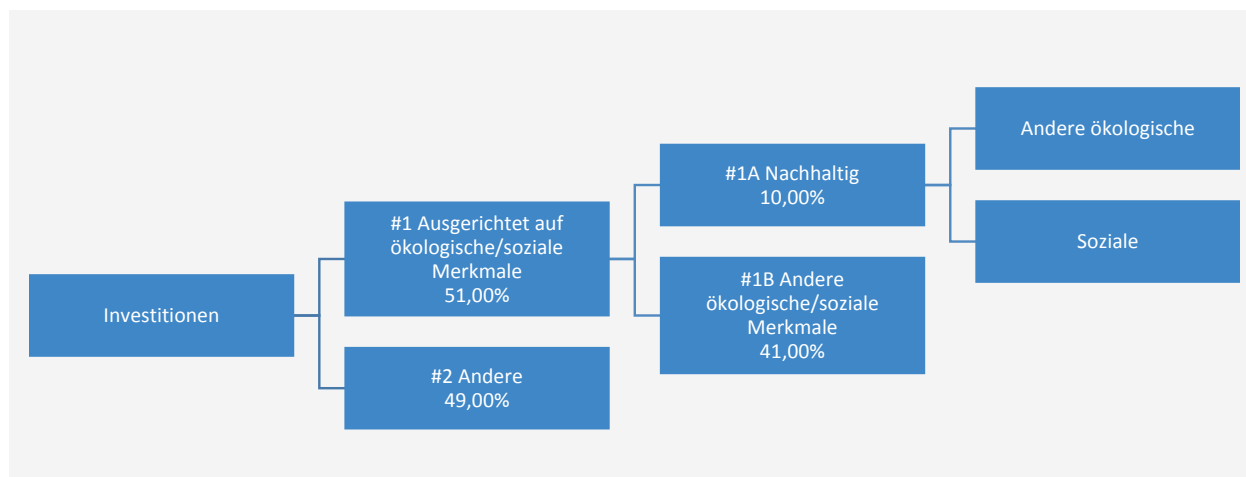 Investitionen
#1 Ausgerichtet auf
ökologische/soziale
Merkmale
51,00%
#2 Andere
49,00%
#1A Nachhaltig
10,00%
#1B Andere
ökologische/soziale
Merkmale
41,00%
Andere ökologische
Soziale